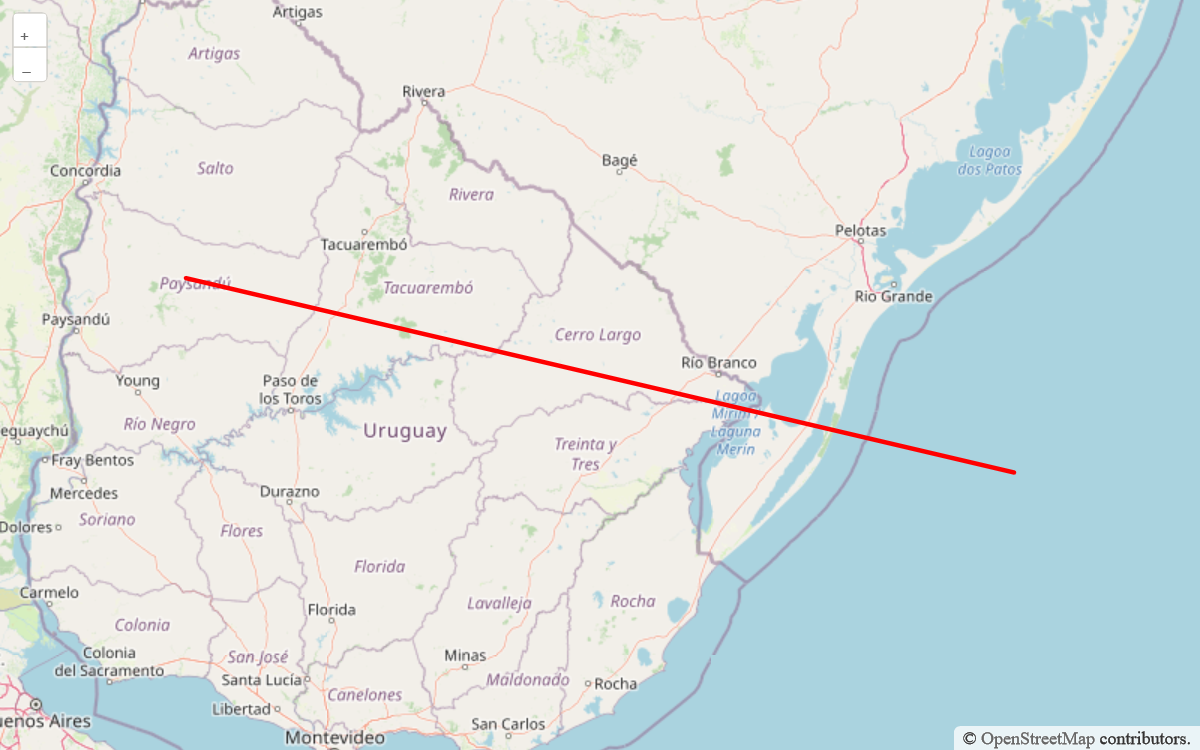 +
–
Artigas
Artigas
Rivera
Concordia
Salto
Bagé
Lagoa
dos Patos
Rivera
Pelotas
Tacuarembó
Paysandú
Tacuarembó
Rio Grande
Paysandú
Cerro Largo
Río Branco
Young
Paso de
los Toros
Lagoa
Mirim /
Laguna
Merin
Río Negro
Uruguay
Treinta y
Tres
eguaychú
Fray Bentos
Mercedes
Durazno
Soriano
Dolores
Flores
Florida
Carmelo
Lavalleja
Rocha
Florida
Colonia
Colonia
del Sacramento
San José
Minas
Santa Lucía
Maldonado
Rocha
Canelones
Libertad
uenos Aires
San Carlos
Montevideo
© OpenStreetMap contributors.